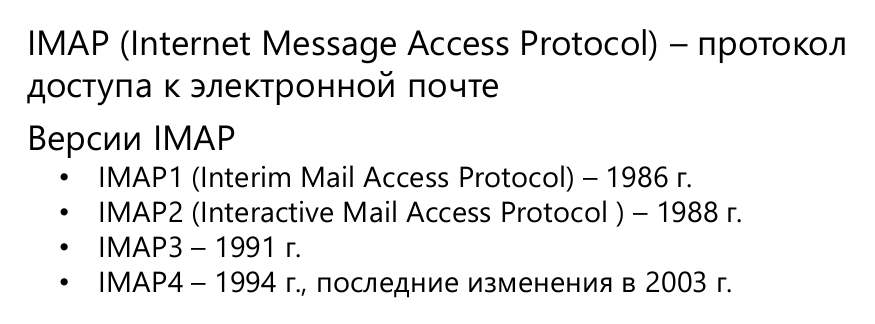 IMAP (Internet Message Access Protocol) – протокол
доступа к электронной почте
Версии IMAP
• IMAP1 (Interim Mail Access Protocol) – 1986 г.
• IMAP2 (Interactive Mail Access Protocol ) – 1988 г.
• IMAP3 – 1991 г.
• IMAP4 – 1994 г., последние изменения в 2003 г.